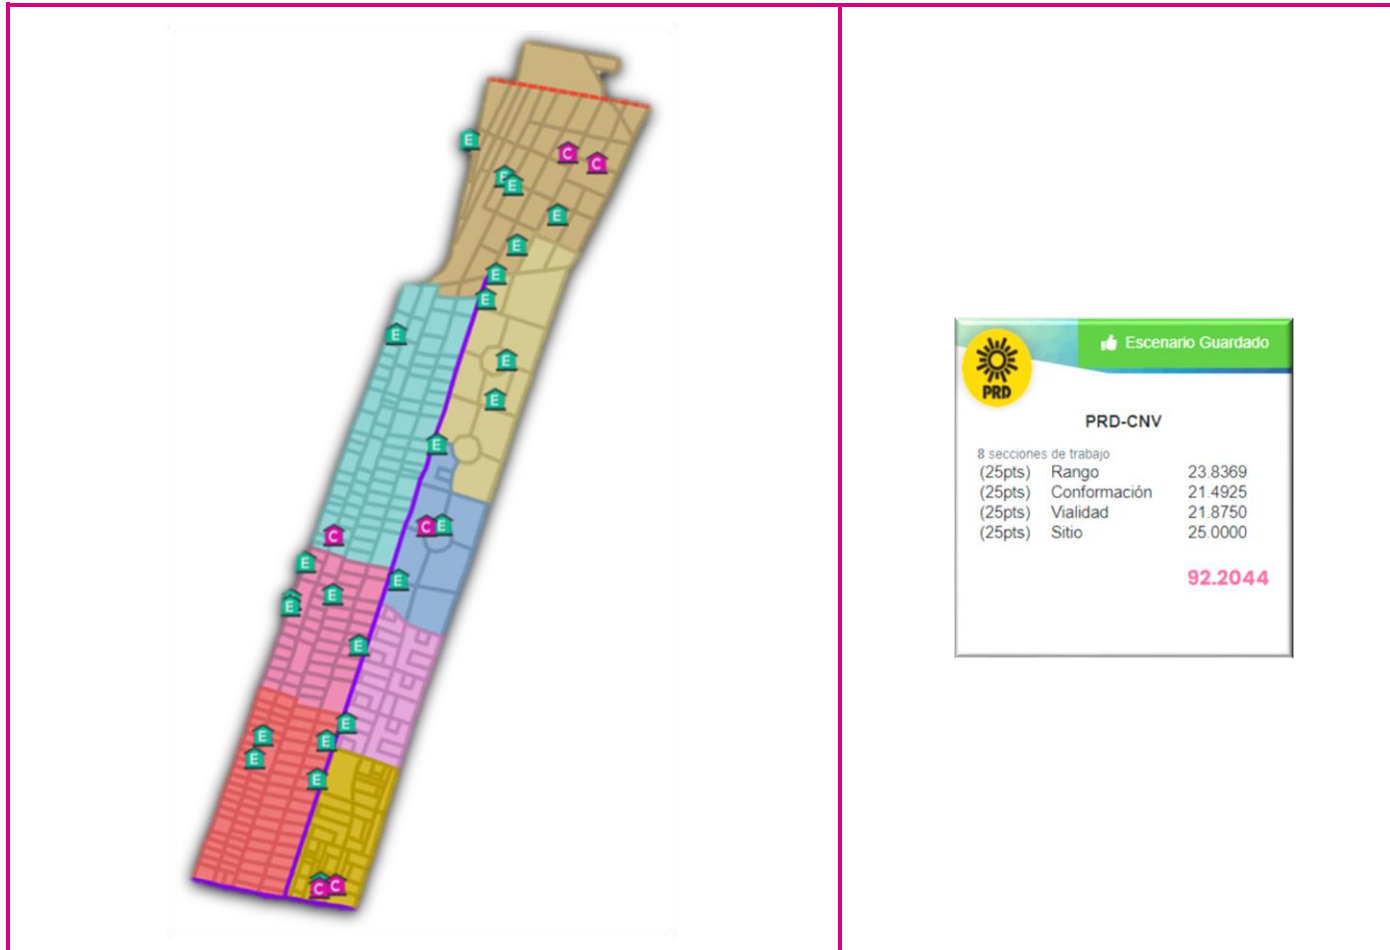 E
C
C
E
E
E
E
E
E
E
E
E
E
C
E
C
E
E
E
E
E
E
E
E
E
E
C
C
Escenario Guardado
PRD
PRD-CNV
8 secciones de trabajo
(25pts) Rango 23.8369
(25pts) Conformación 21.4925
(25pts) Vialidad 21.8750
(25pts) Sitio 25.0000
92.2044